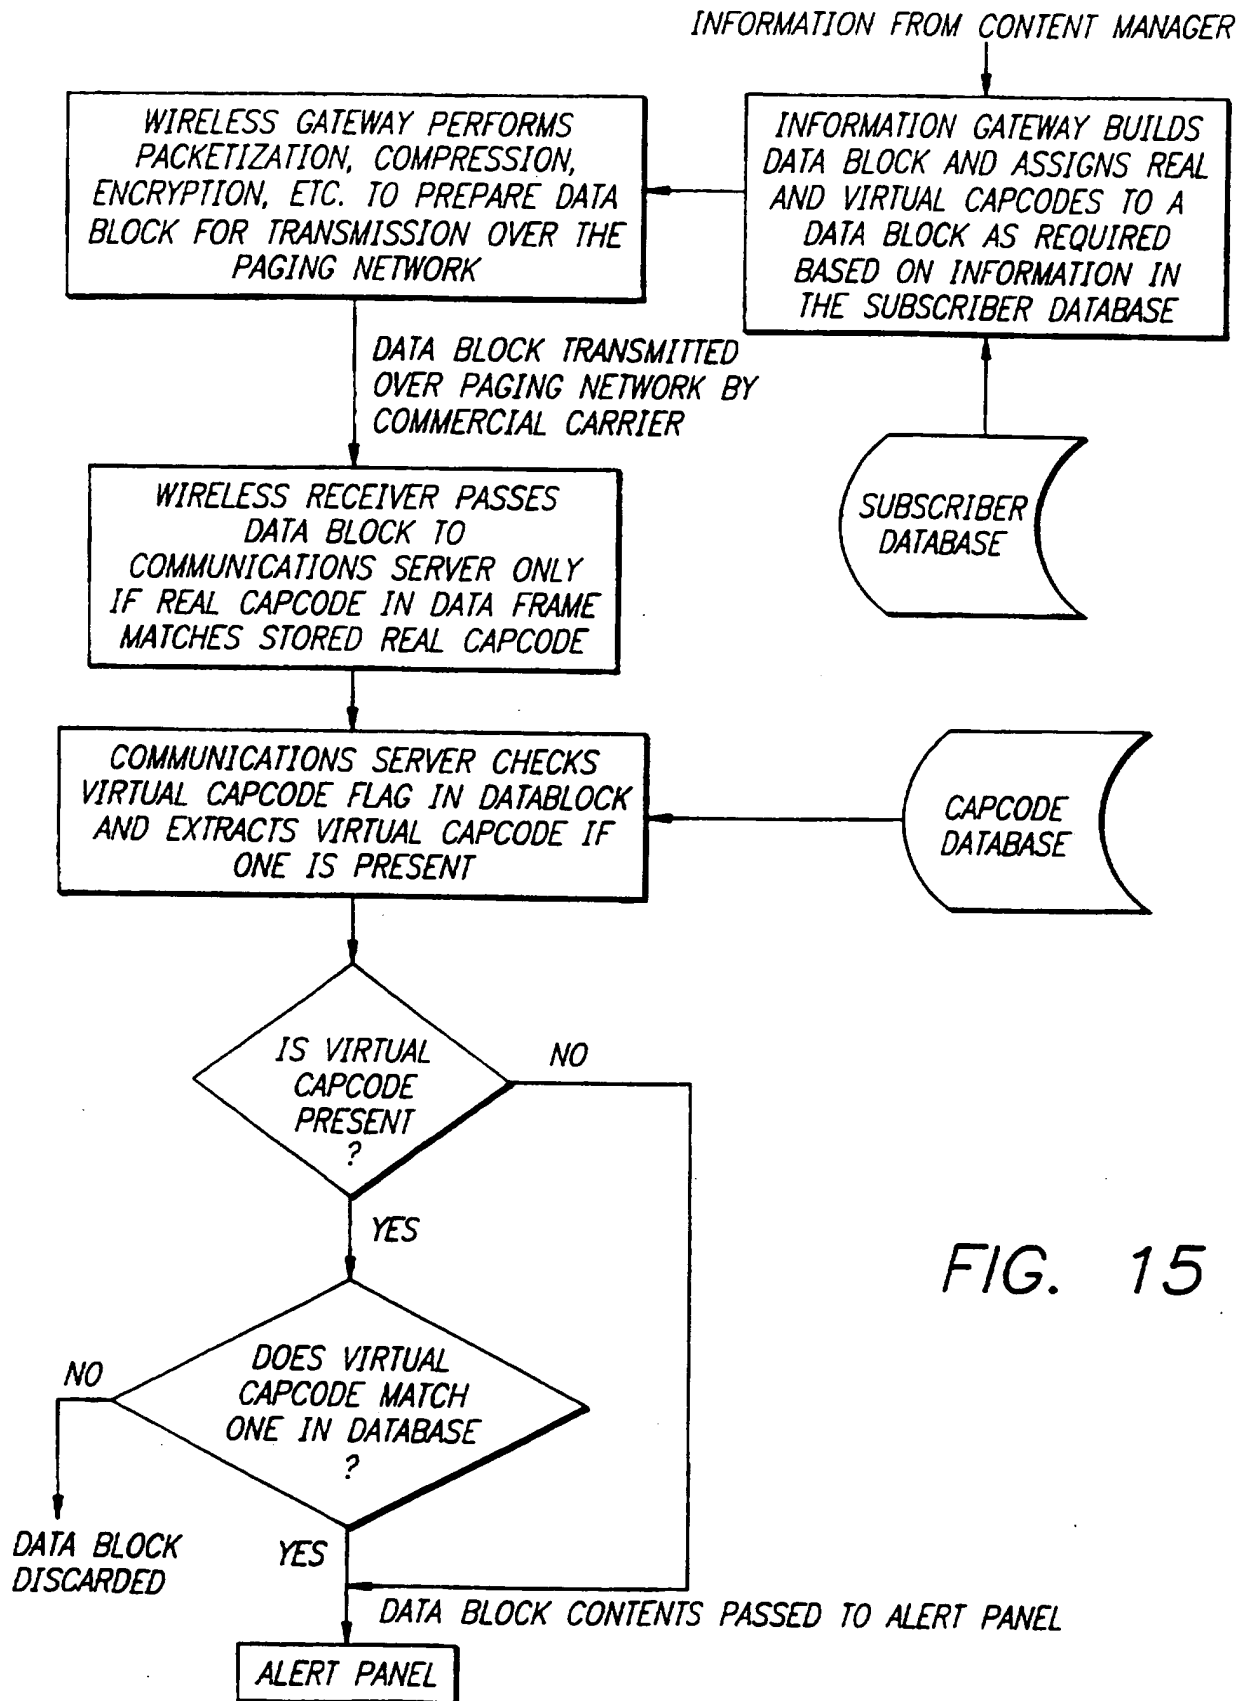 INFORMATION FROM CONTENT MANAGER
WIRELESS GATEWAY PERFORMS
PACKETIZATION, COMPRESSION,
ENCRYPTION, ETC. TO PREPARE DATA
BLOCK FOR TRANSMISSION OVER THE
PAGING NETWORK
INFORMATION GATEWAY BUILDS
DATA BLOCK AND ASSIGNS REAL
AND VIRTUAL CAPCODES TO A
DATA BLOCK AS REQUIRED
BASED ON INFORMATION IN
THE SUBSCRIBER DATABASE
DATA BLOCK TRANSMITTED
OVER PAGING NETWORK BY
COMMERCIAL CARRIER
SUBSCRIBER
DATABASE
WIRELESS RECEIVER PASSES
DATA BLOCK TO
COMMUNICATIONS SERVER ONLY
IF REAL CAPCODE IN DATA FRAME
MATCHES STORED REAL CAPCODE
COMMUNICATIONS SERVER CHECKS
VIRTUAL CAPCODE FLAG IN DATABLOCK
AND EXTRACTS VIRTUAL CAPCODE IF
ONE IS PRESENT
CAPCODE
DATABASE
IS VIRTUAL
CAPCODE
PRESENT
?
NO
YES
FIG. 15
DOES VIRTUAL
CAPCODE MATCH
ONE IN DATABASE
?
NO
DATA BLOCK
DISCARDED
YES
DATA BLOCK CONTENTS PASSED TO ALERT PANEL
ALERT PANEL